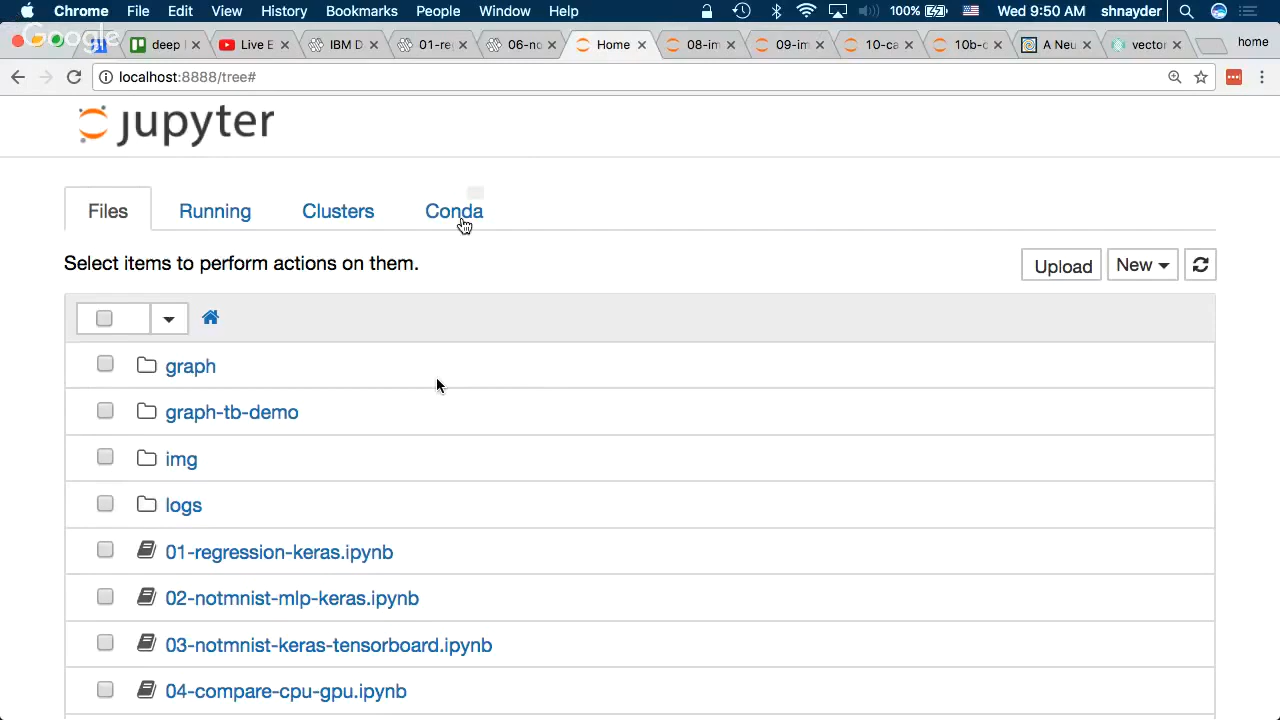 Chrome File Edit View History Bookmarks People Window Help 100% Wed 9:50 AM shnayder
Google
deep l
Live E
IBM D
01-re
06-m
Home
08-in
09-in
10-ca
10b-c
A Neu
vector
home
localhost:8888/tree#
jupyter
Files Running Clusters Conda
Select items to perform actions on them.
Upload New
graph
graph-tb-demo
img
logs
01-regression-keras.ipynb
02-notmnist-mlp-keras.ipynb
03-notmnist-keras-tensorboard.ipynb
04-compare-cpu-gpu.ipynb